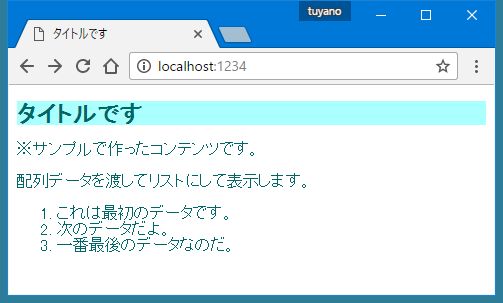 tuyano
タイトルです
localhost:1234
タイトルです
※サンプルで作ったコンテンツです。
配列データを渡してリストにして表示します。
1. これは最初のデータです。
2. 次のデータだよ。
3. 一番最後のデータなのだ。